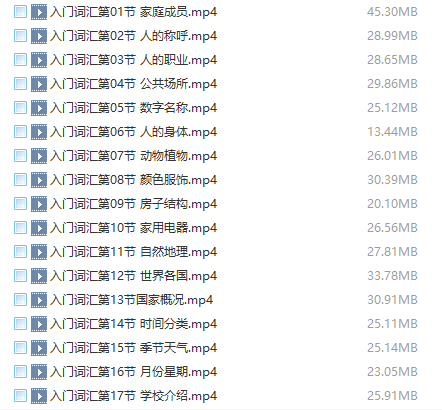 入门词汇第01节 家庭成员.mp4 45.30MB
入门词汇第02节 人的称呼.mp4 28.99MB
入门词汇第03节 人的职业.mp4 28.65MB
入门词汇第04节 公共场所.mp4 29.86MB
入门词汇第05节 数字名称.mp4 25.12MB
入门词汇第06节 人的身体.mp4 13.44MB
入门词汇第07节 动物植物.mp4 26.01MB
入门词汇第08节 颜色服饰.mp4 30.39MB
入门词汇第09节 房子结构.mp4 20.10MB
入门词汇第10节 家用电器.mp4 26.56MB
入门词汇第11节 自然地理.mp4 27.81MB
入门词汇第12节 世界各国.mp4 33.78MB
入门词汇第13节国家概况.mp4 30.91MB
入门词汇第14节 时间分类.mp4 25.11MB
入门词汇第15节 季节天气.mp4 25.14MB
入门词汇第16节 月份星期.mp4 23.05MB
入门词汇第17节 学校介绍.mp4 25.91MB